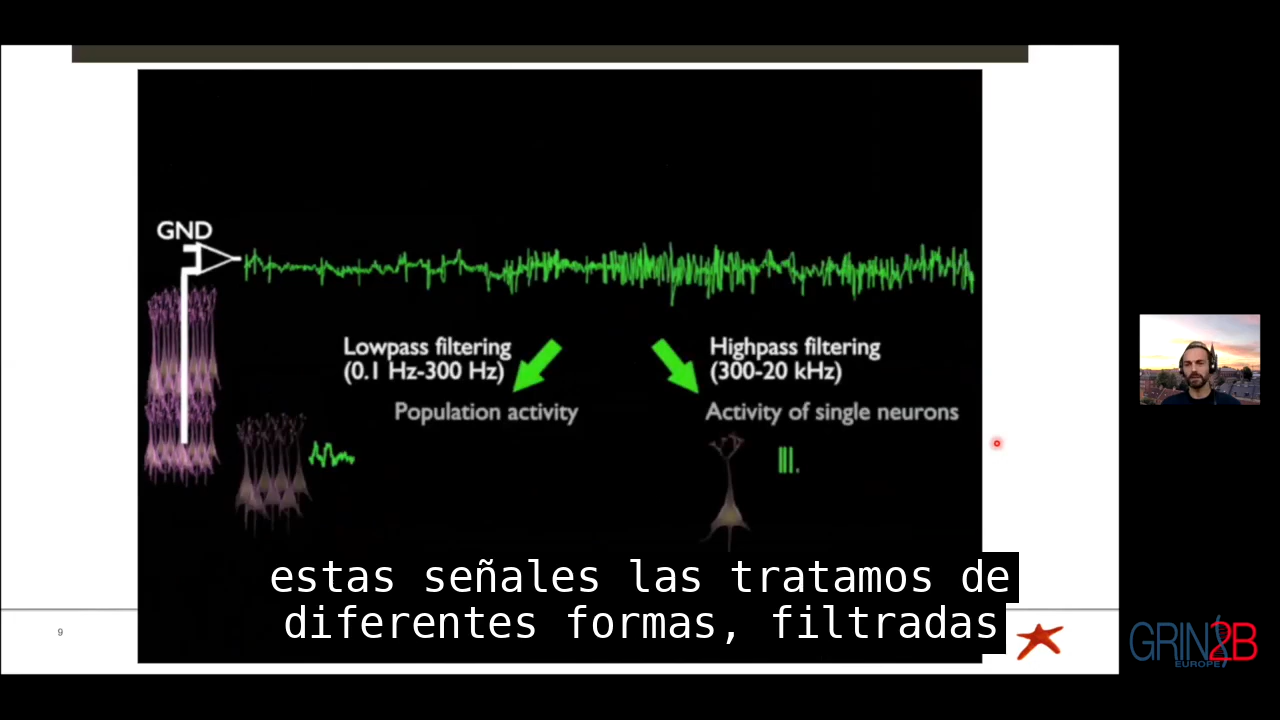 GND
Lowpass filtering
(0.1 Hz-300 Hz)
Population activity
Highpass filtering
(300-20 kHz)
Activity of single neurons
estas señales las tratamos de
diferentes formas, filtradas
9
GRIN2B
EUROPE